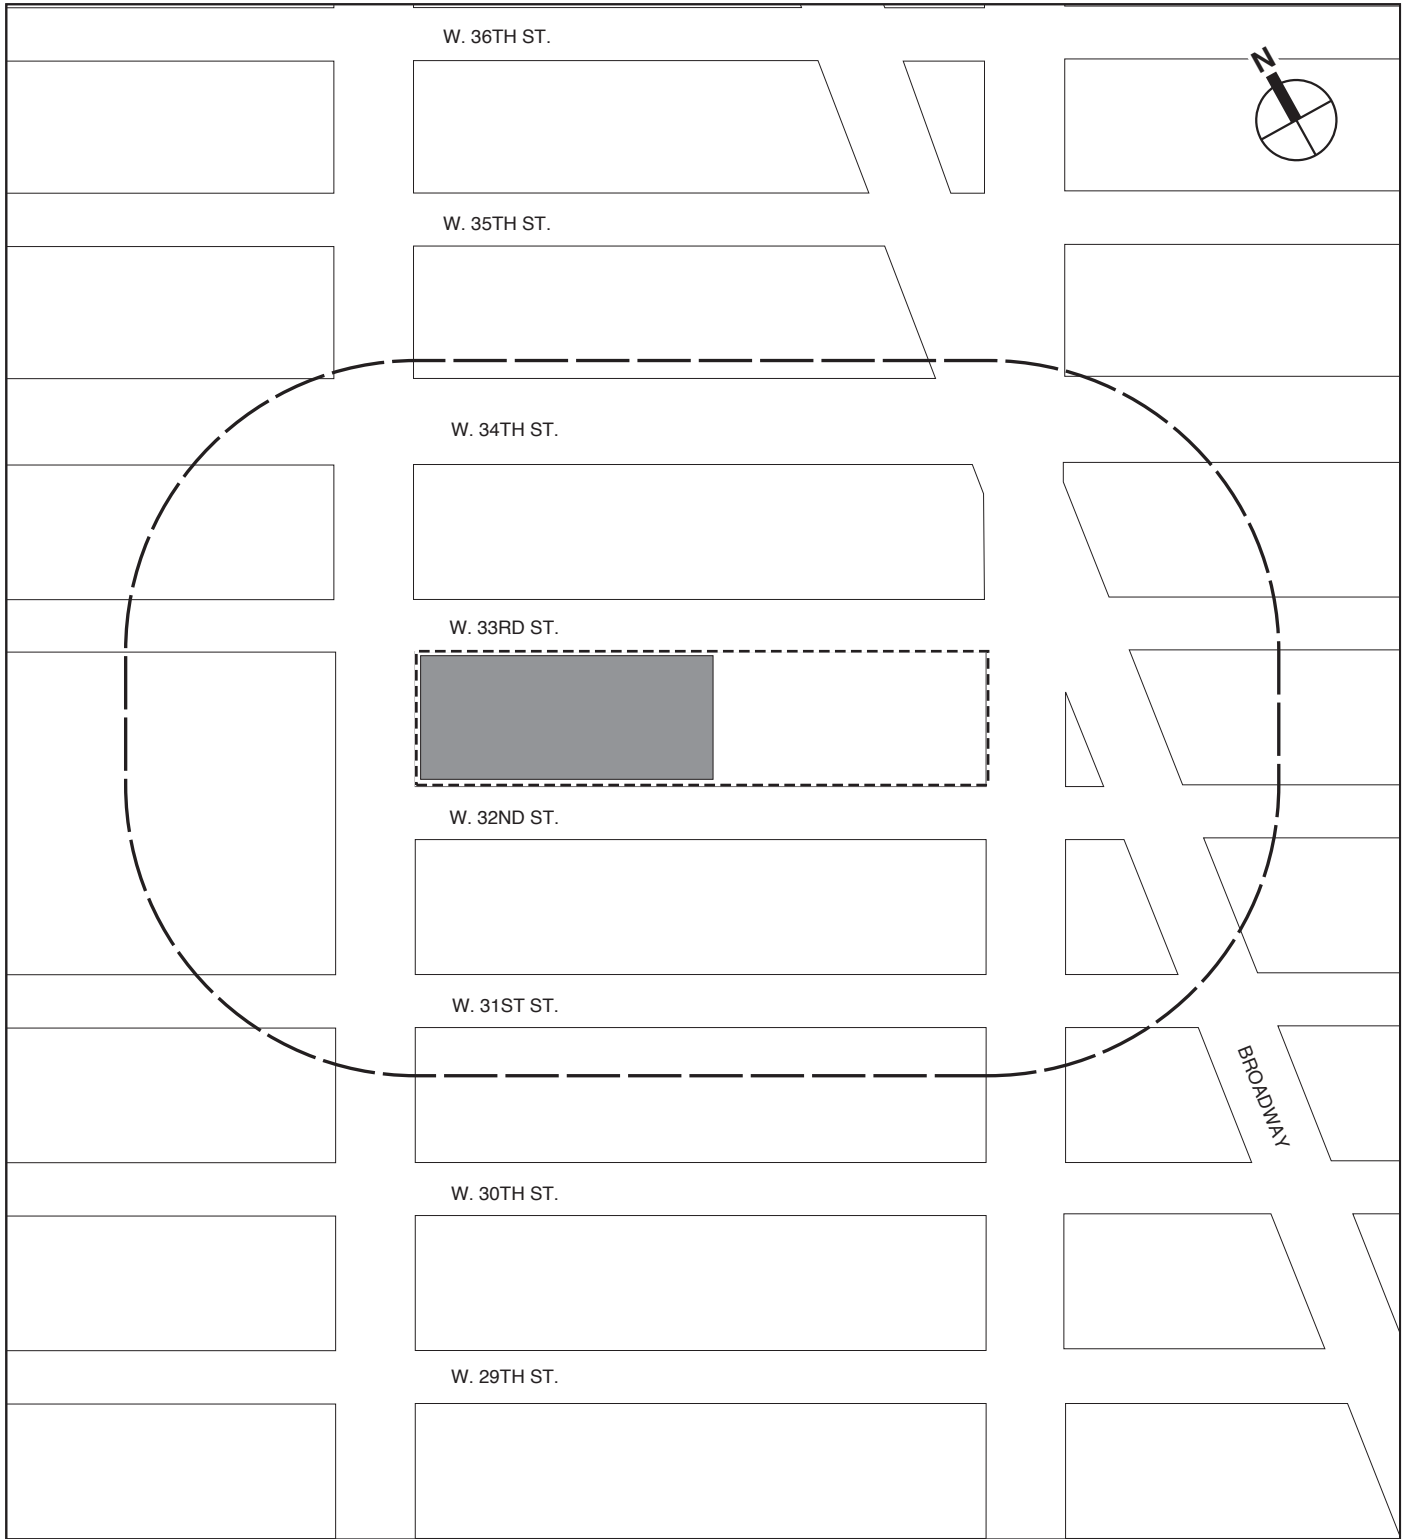 W. 36TH ST.
N
W. 35TH ST.
W. 34TH ST.
W. 33RD ST.
W. 32ND ST.
W. 31ST ST.
BROADWAY
W. 30TH ST.
W. 29TH ST.